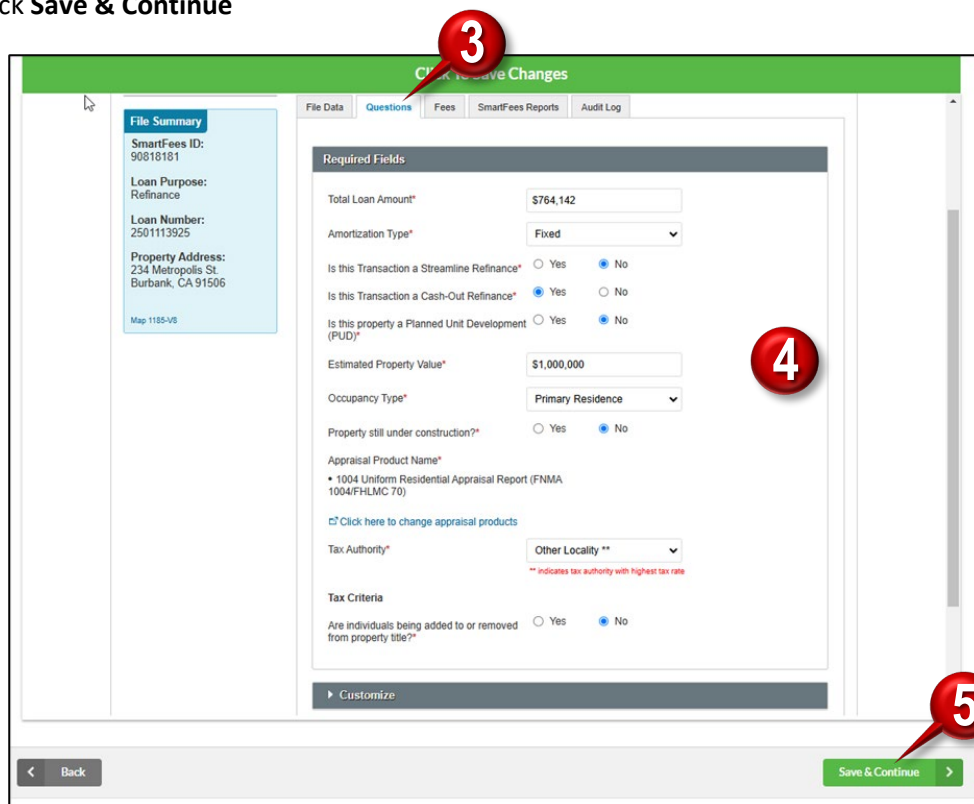 Save & Continue
3
Save Changes
File Data Questions Fees SmartFees Reports Audit Log
File Summary
SmartFees ID:
90818181
Loan Purpose:
Refinance
Loan Number:
2501113925
Property Address:
234 Metropolis St.
Burbank, CA 91506
Map 1185-V8
Required Fields
Total Loan Amount* $764,142
Amortization Type* Fixed
Is this Transaction a Streamline Refinance* Yes No
Is this Transaction a Cash-Out Refinance* Yes No
Is this property a Planned Unit Development Yes No
(PUD)*
Estimated Property Value* $1,000,000
4
Occupancy Type* Primary Residence
Property still under construction?* Yes No
Appraisal Product Name*
• 1004 Uniform Residential Appraisal Report (FNMA
1004/FHLMC 70)
Click here to change appraisal products
Tax Authority* Other Locality **
** indicates tax authority with highest tax rate
Tax Criteria
Are individuals being added to or removed Yes No
from property title?*
Customize
5
Back Save & Continue